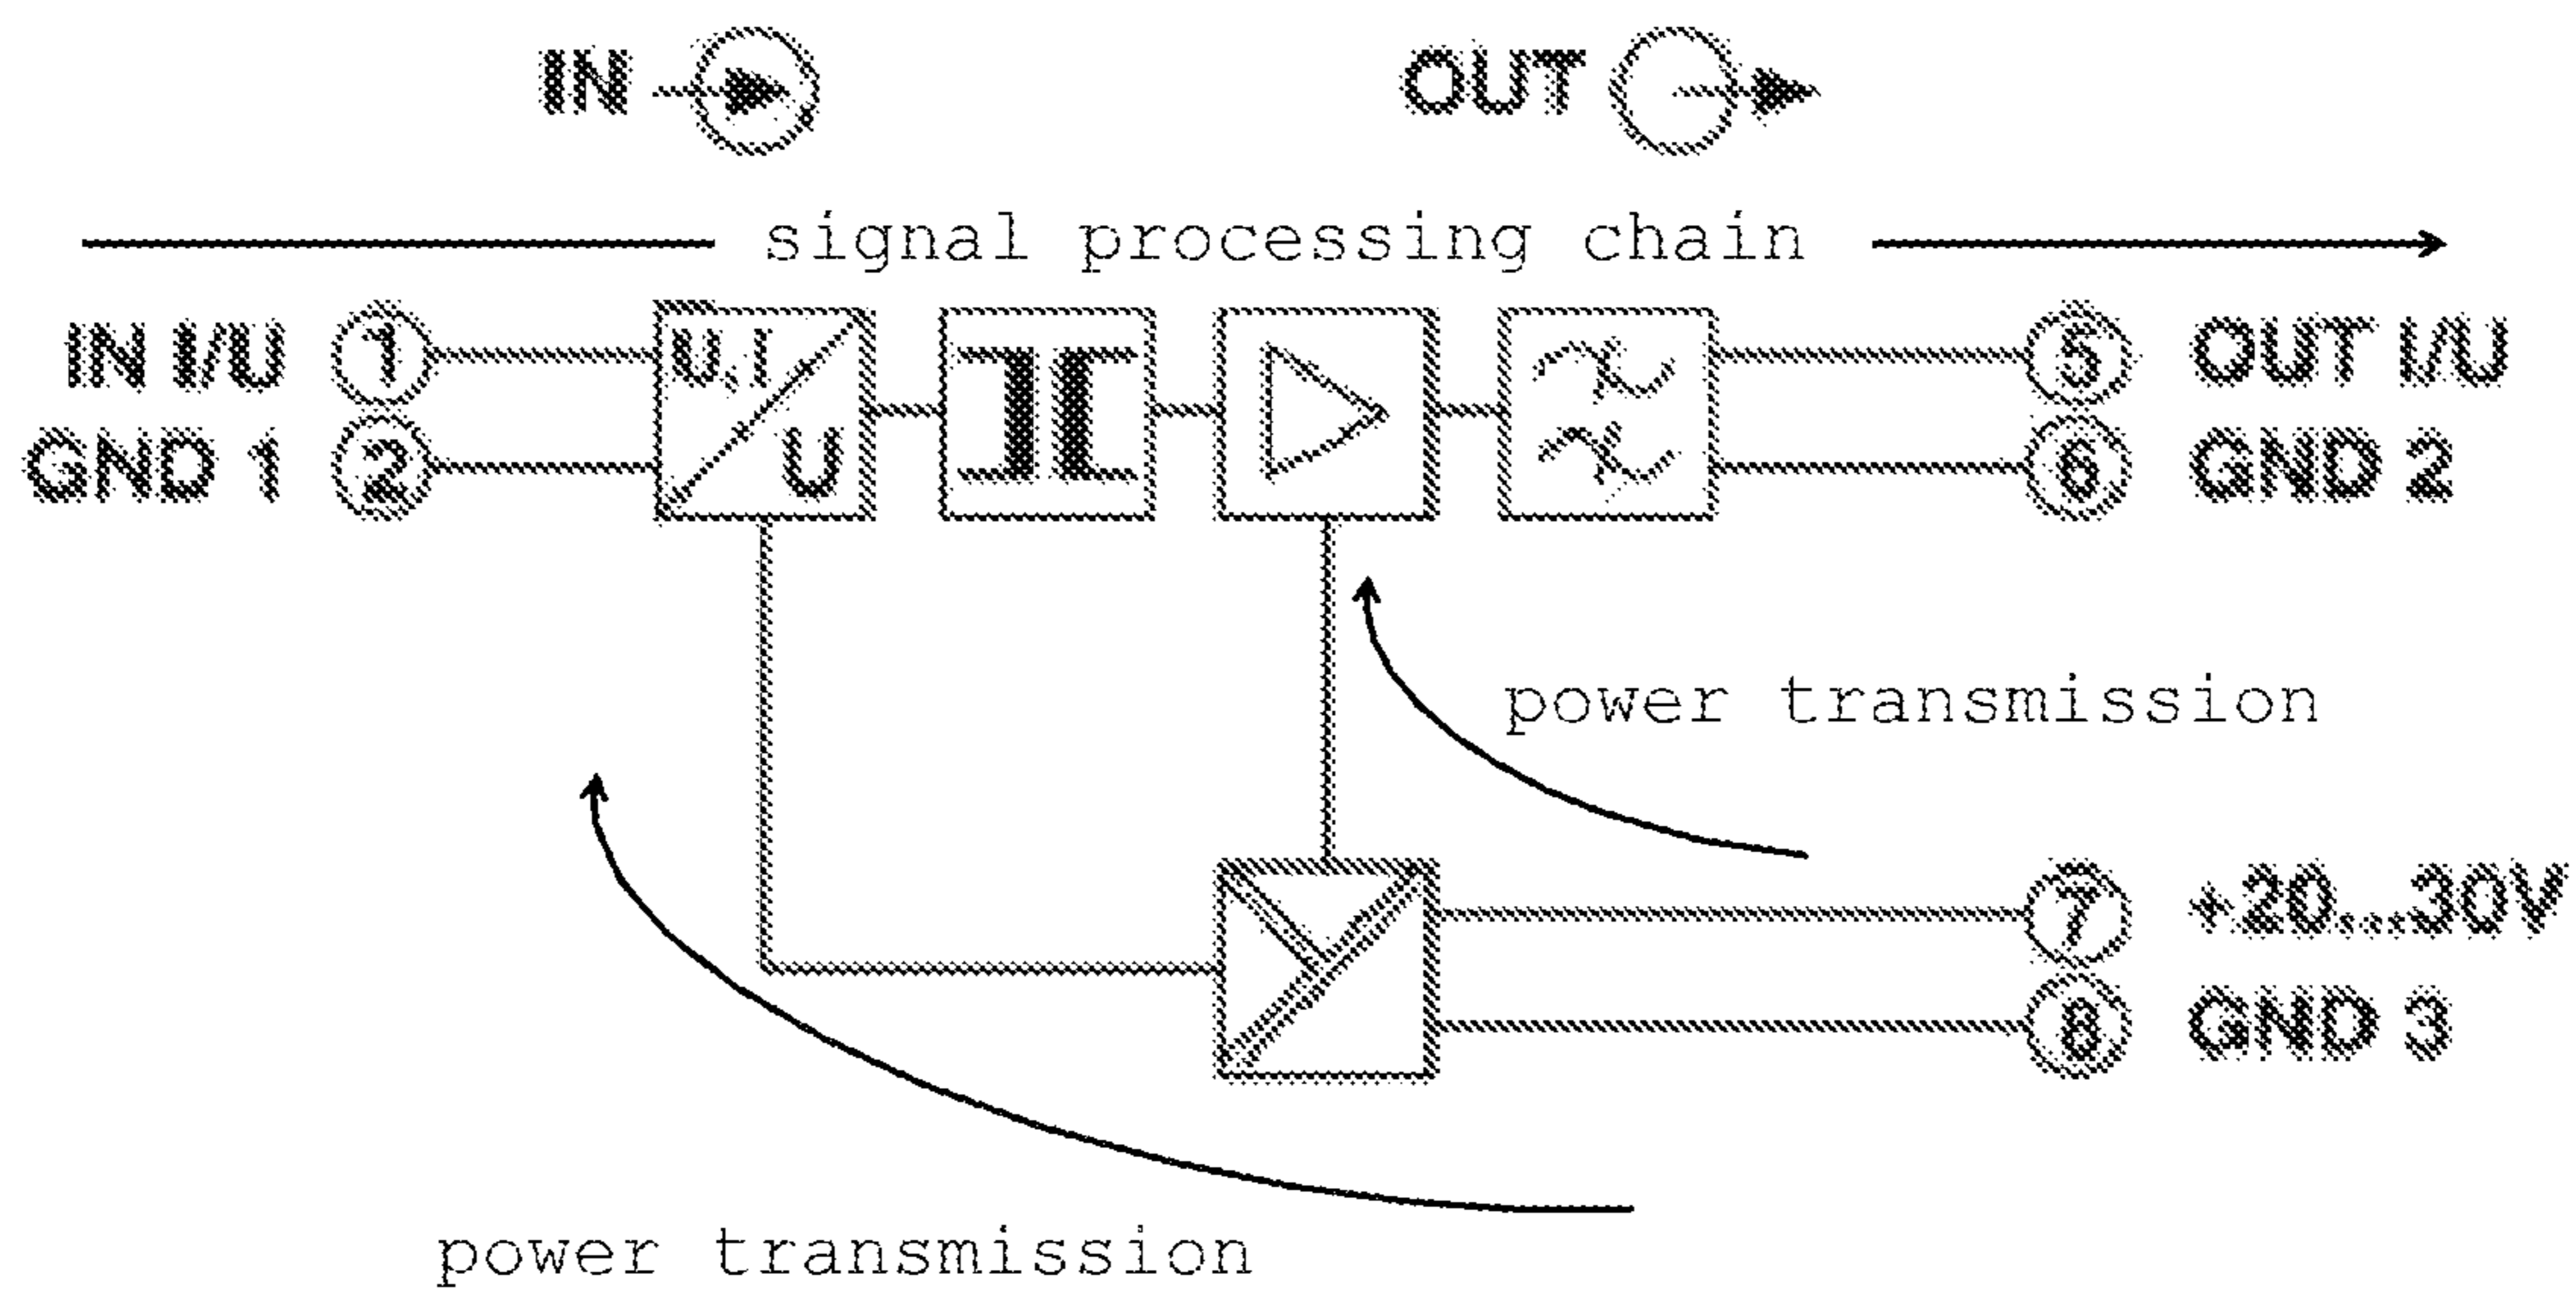 IN OUT
signal processing chain
IN I/U 1 U,I 5 OUT I/U
GND 1 2 U 6 GND 2
power transmission
7 +20...30V
8 GND 3
power transmission